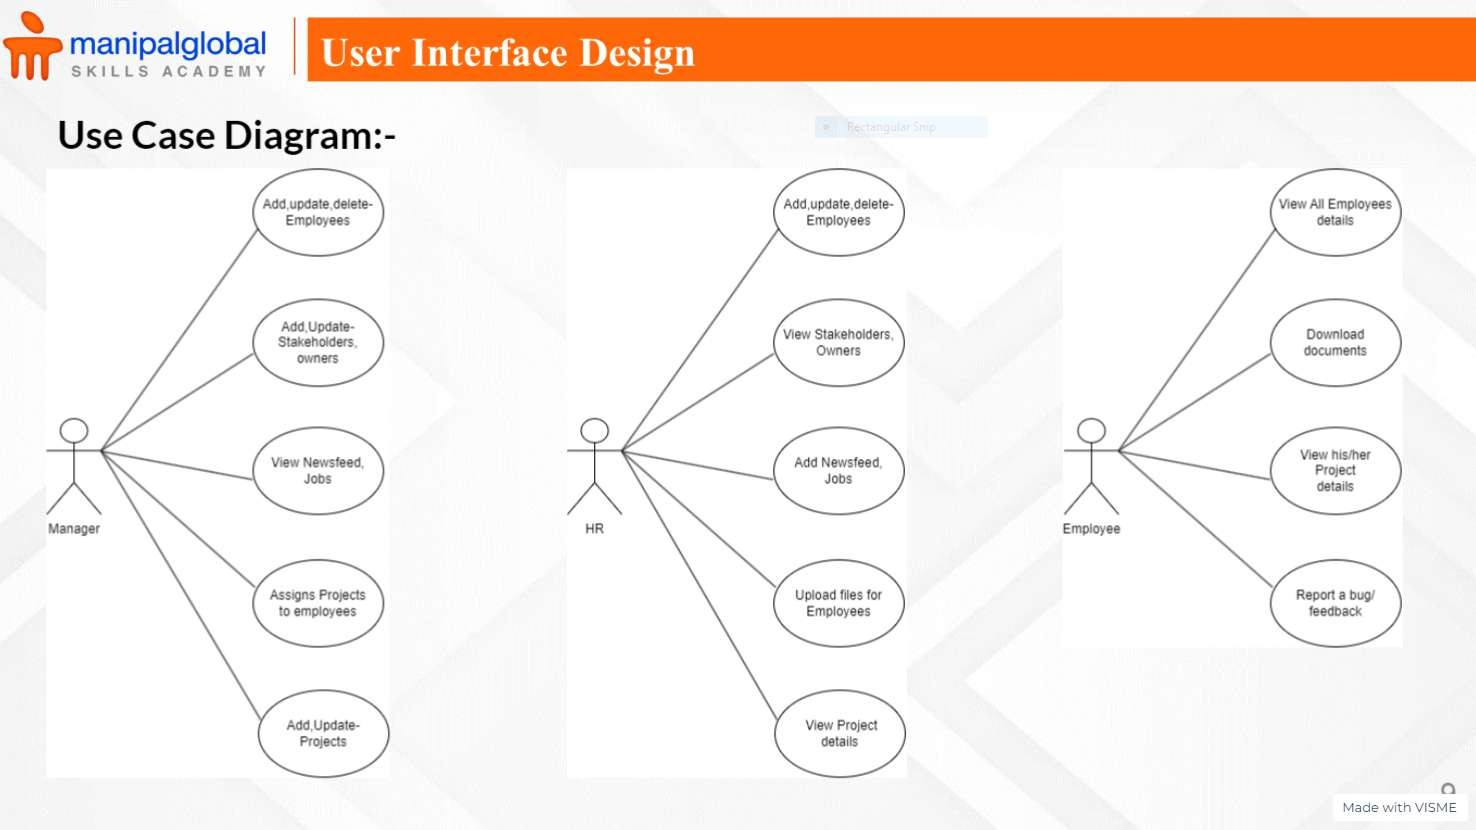 manipalglobal
SKILLS ACADEMY
User Interface Design
Use Case Diagram:-
Rectangular Snip
Add,update,delete-
Employees
Add,Update-
Stakeholders,
owners
View Newsfeed,
Jobs
Assigns Projects
to employees
Add,Update-
Projects
Manager
Add,update,delete-
Employees
View Stakeholders,
Owners
Add Newsfeed,
Jobs
Upload files for
Employees
View Project
details
HR
View All Employees
details
Download
documents
View his/her
Project
details
Report a bug/
feedback
Employee
Made with VISME